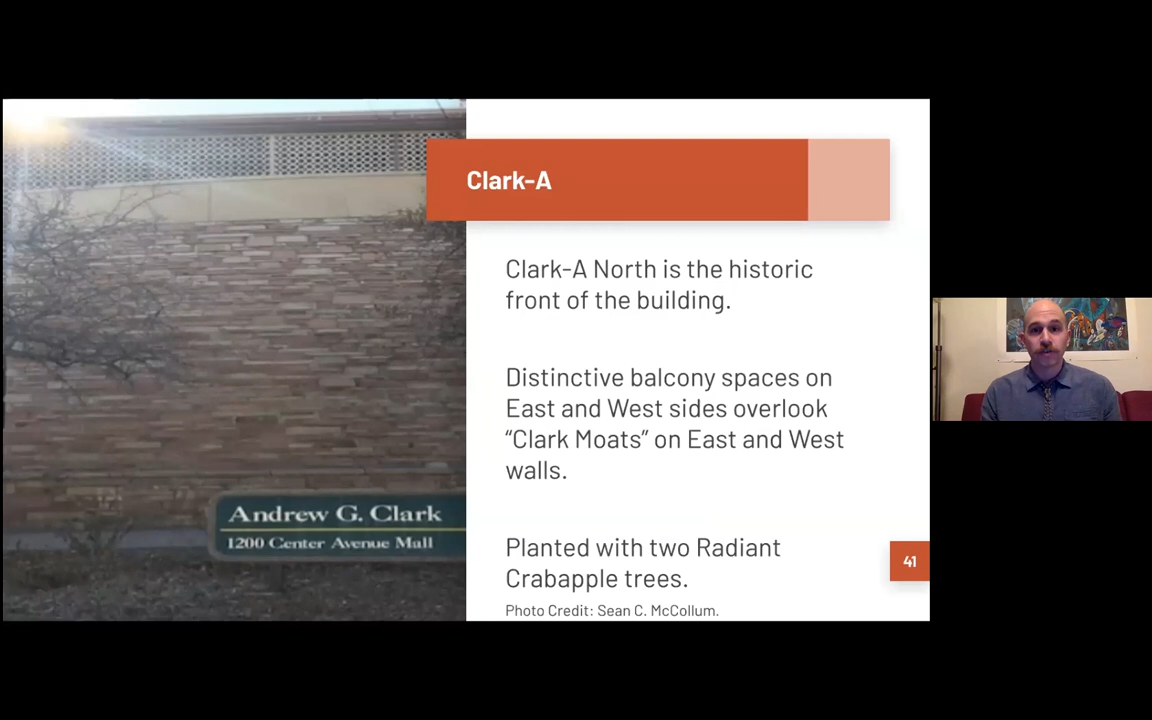 Clark-A
Clark-A North is the historic
front of the building.
Distinctive balcony spaces on
East and West sides overlook
“Clark Moats” on East and West
walls.
Planted with two Radiant
Crabapple trees.
Photo Credit: Sean C. McCollum.
Andrew G. Clark
1200 Center Avenue Mall
41